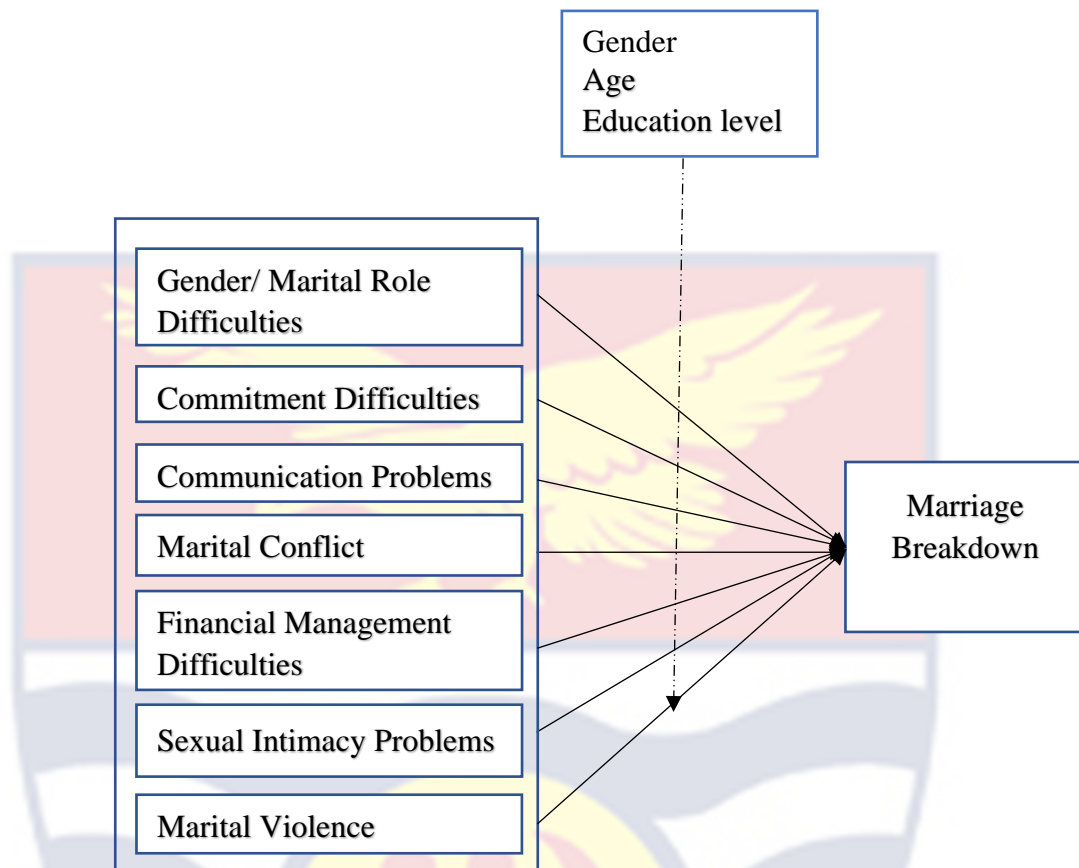 Gender
Age
Education level
Gender/ Marital Role
Difficulties
Commitment Difficulties
Communication Problems
Marital Conflict
Financial Management
Difficulties
Sexual Intimacy Problems
Marital Violence
Marriage
Breakdown